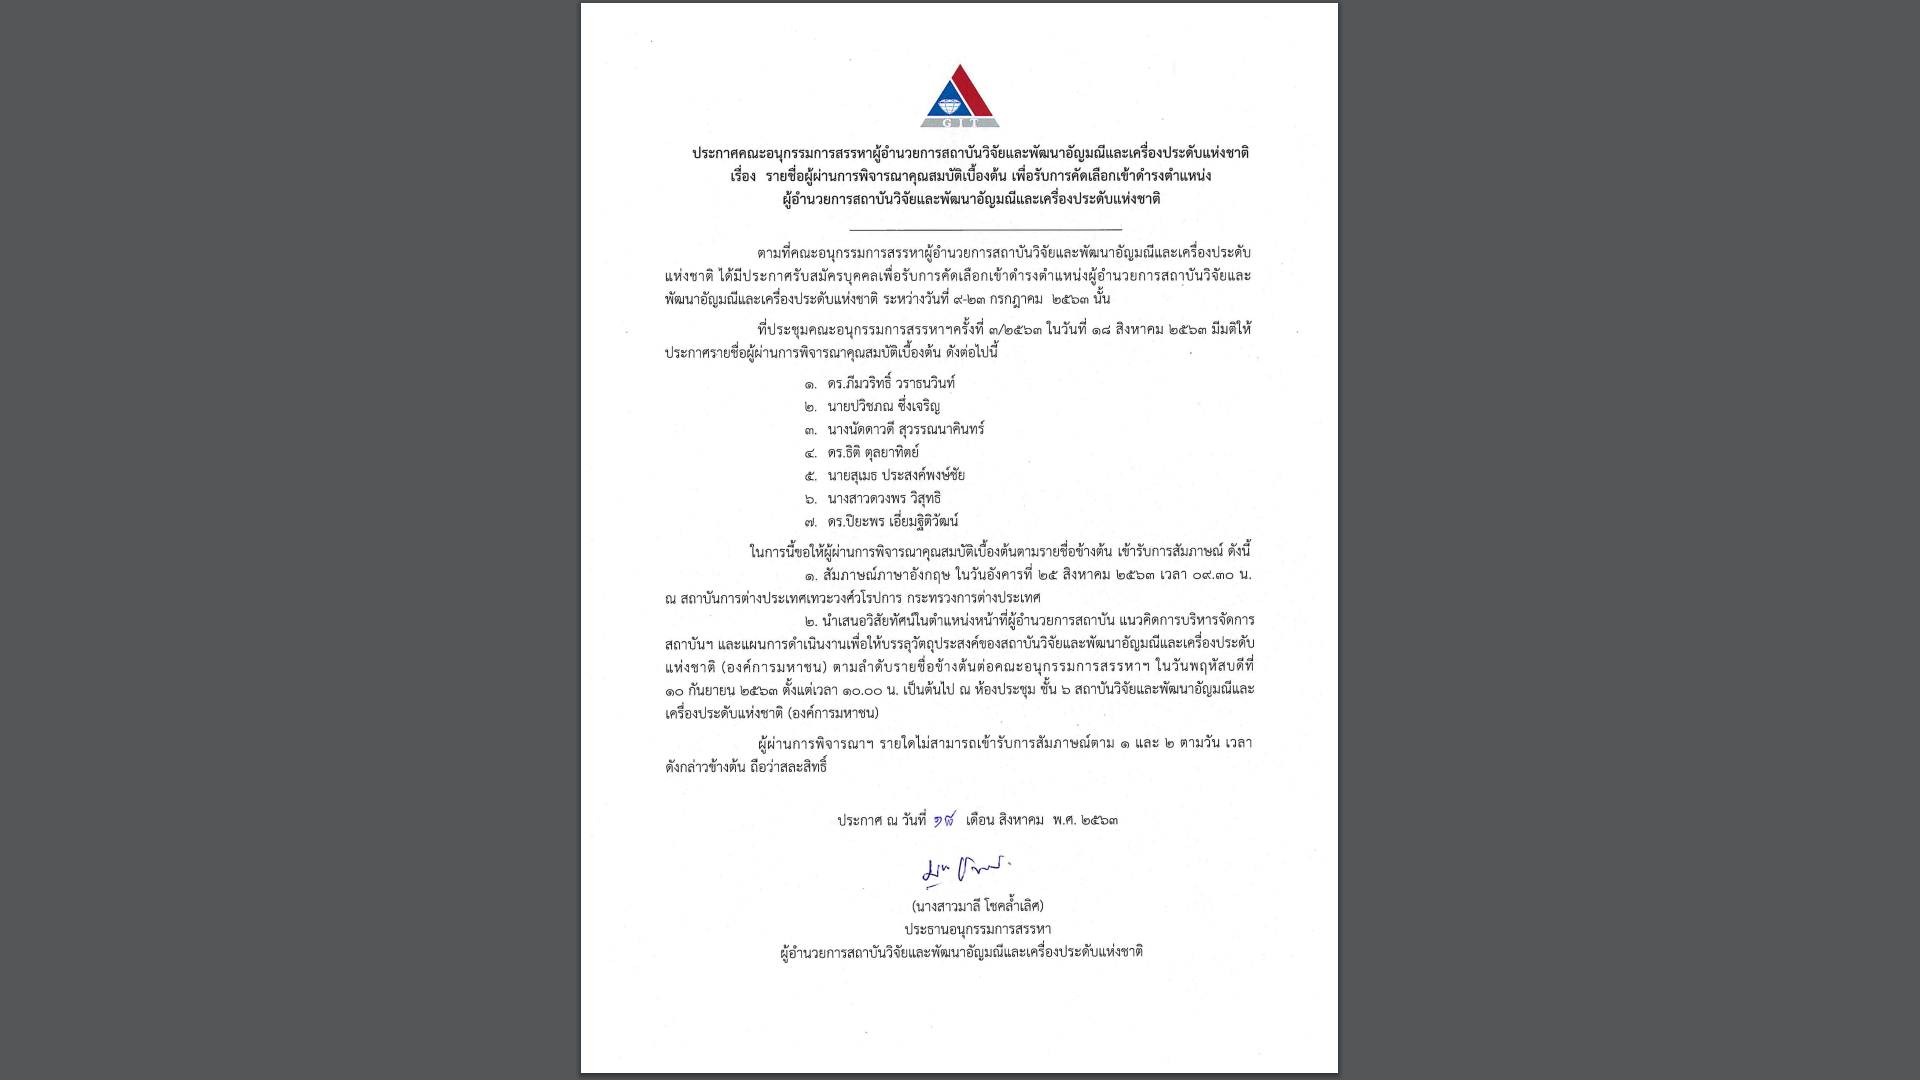 GIT
ประกาศคณะอนุกรรมการสรรหาผู้อำนวยการสถาบันวิจัยและพัฒนาอัญมณีและเครื่องประดับแห่งชาติ
เรื่อง รายชื่อผู้ผ่านการพิจารณาคุณสมบัติเบื้องต้น เพื่อรับการคัดเลือกเข้าดำรงตำแหน่ง
ผู้อำนวยการสถาบันวิจัยและพัฒนาอัญมณีและเครื่องประดับแห่งชาติ
ตามที่คณะอนุกรรมการสรรหาผู้อำนวยการสถาบันวิจัยและพัฒนาอัญมณีและเครื่องประดับ
แห่งชาติ ได้มีประกาศรับสมัครบุคคลเพื่อรับการคัดเลือกเข้าดำรงตำแหน่งผู้อำนวยการสถาบันวิจัยและ
พัฒนาอัญมณีและเครื่องประดับแห่งชาติ ระหว่างวันที่ ๙-๒๓ กรกฎาคม ๒๕๖๓ นั้น
ที่ประชุมคณะอนุกรรมการสรรหาฯครั้งที่ ๓/๒๕๖๓ ในวันที่ ๑๘ สิงหาคม ๒๕๖๓ มีมติให้
ประกาศรายชื่อผู้ผ่านการพิจารณาคุณสมบัติเบื้องต้น ดังต่อไปนี้
๑. ดร.ภีมวริทธิ์ วราธนวินท์
๒. นายปวิชภณ ซึ่งเจริญ
๓. นางนัดดาวดี สุวรรณนาคินทร์
๔. ดร.ธิติ ตุลยาทิตย์
๕. นายสุเมธ ประสงค์พงษ์ชัย
๖. นางสาวดวงพร วิสุทธิ
๗. ดร.ปิยะพร เอี่ยมฐิติวัฒน์
ในการนี้ขอให้ผู้ผ่านการพิจารณาคุณสมบัติเบื้องต้นตามรายชื่อข้างต้น เข้ารับการสัมภาษณ์ ดังนี้
๑. สัมภาษณ์ภาษาอังกฤษ ในวันอังคารที่ ๒๕ สิงหาคม ๒๕๖๓ เวลา ๐๙.๓๐ น.
ณ สถาบันการต่างประเทศเทวะวงศ์วโรปการ กระทรวงการต่างประเทศ
๒. นำเสนอวิสัยทัศน์ในตำแหน่งหน้าที่ผู้อำนวยการสถาบัน แนวคิดการบริหารจัดการ
สถาบันฯ และแผนการดำเนินงานเพื่อให้บรรลุวัตถุประสงค์ของสถาบันวิจัยและพัฒนาอัญมณีและเครื่องประดับ
แห่งชาติ (องค์การมหาชน) ตามลำดับรายชื่อข้างต้นต่อคณะอนุกรรมการสรรหาฯ ในวันพฤหัสบดีที่
๑๐ กันยายน ๒๕๖๓ ตั้งแต่เวลา ๑๐.๐๐ น. เป็นต้นไป ณ ห้องประชุม ชั้น ๖ สถาบันวิจัยและพัฒนาอัญมณีและ
เครื่องประดับแห่งชาติ (องค์การมหาชน)
ผู้ผ่านการพิจารณาฯ รายใดไม่สามารถเข้ารับการสัมภาษณ์ตาม ๑ และ ๒ ตามวัน เวลา
ดังกล่าวข้างต้น ถือว่าสละสิทธิ์
ประกาศ ณ วันที่ ๑๘ เดือน สิงหาคม พ.ศ. ๒๕๖๓
(นางสาวมาลี โชคล้ำเลิศ)
ประธานอนุกรรมการสรรหา
ผู้อำนวยการสถาบันวิจัยและพัฒนาอัญมณีและเครื่องประดับแห่งชาติ